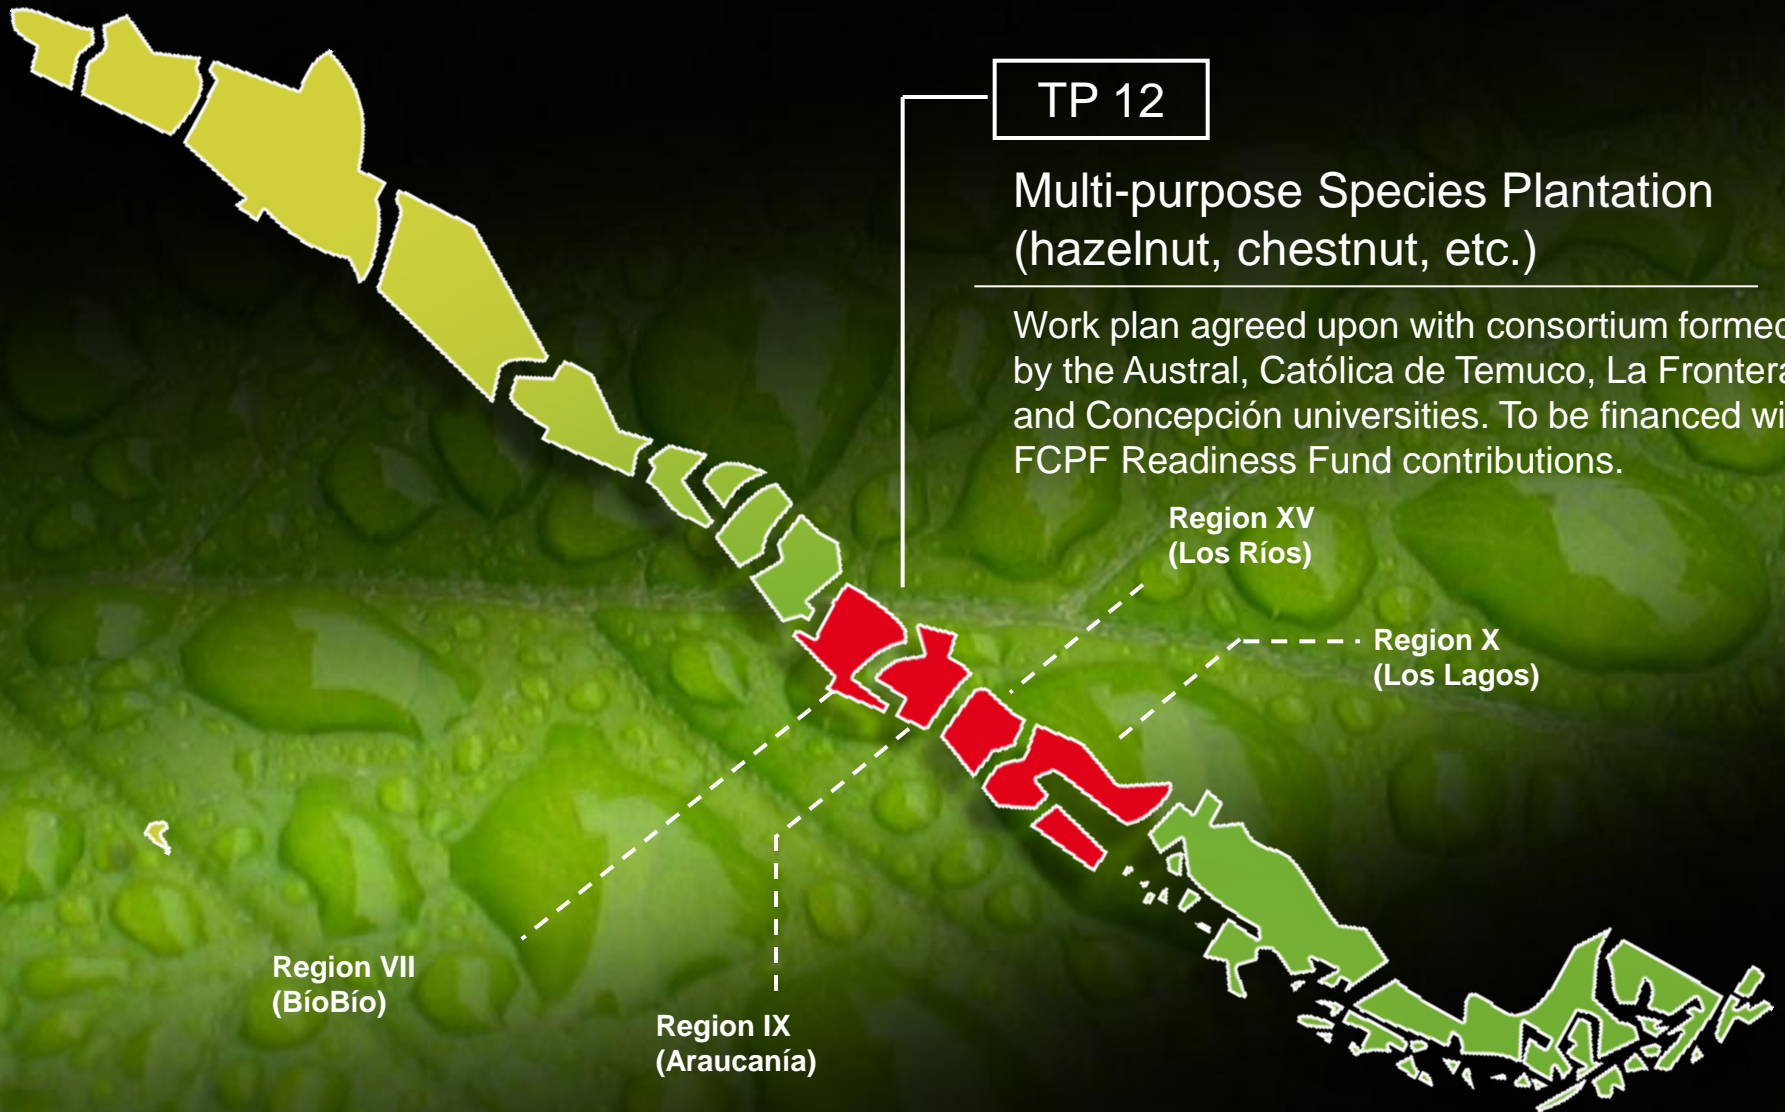 TP 12
Multi-purpose Species Plantation
(hazelnut, chestnut, etc.)
Work plan agreed upon with consortium formed
by the Austral, Católica de Temuco, La Frontera
and Concepción universities. To be financed wi
FCPF Readiness Fund contributions.
Region XV
(Los Ríos)
Region X
(Los Lagos)
Region VII
(BíoBío)
Region IX
(Araucanía)